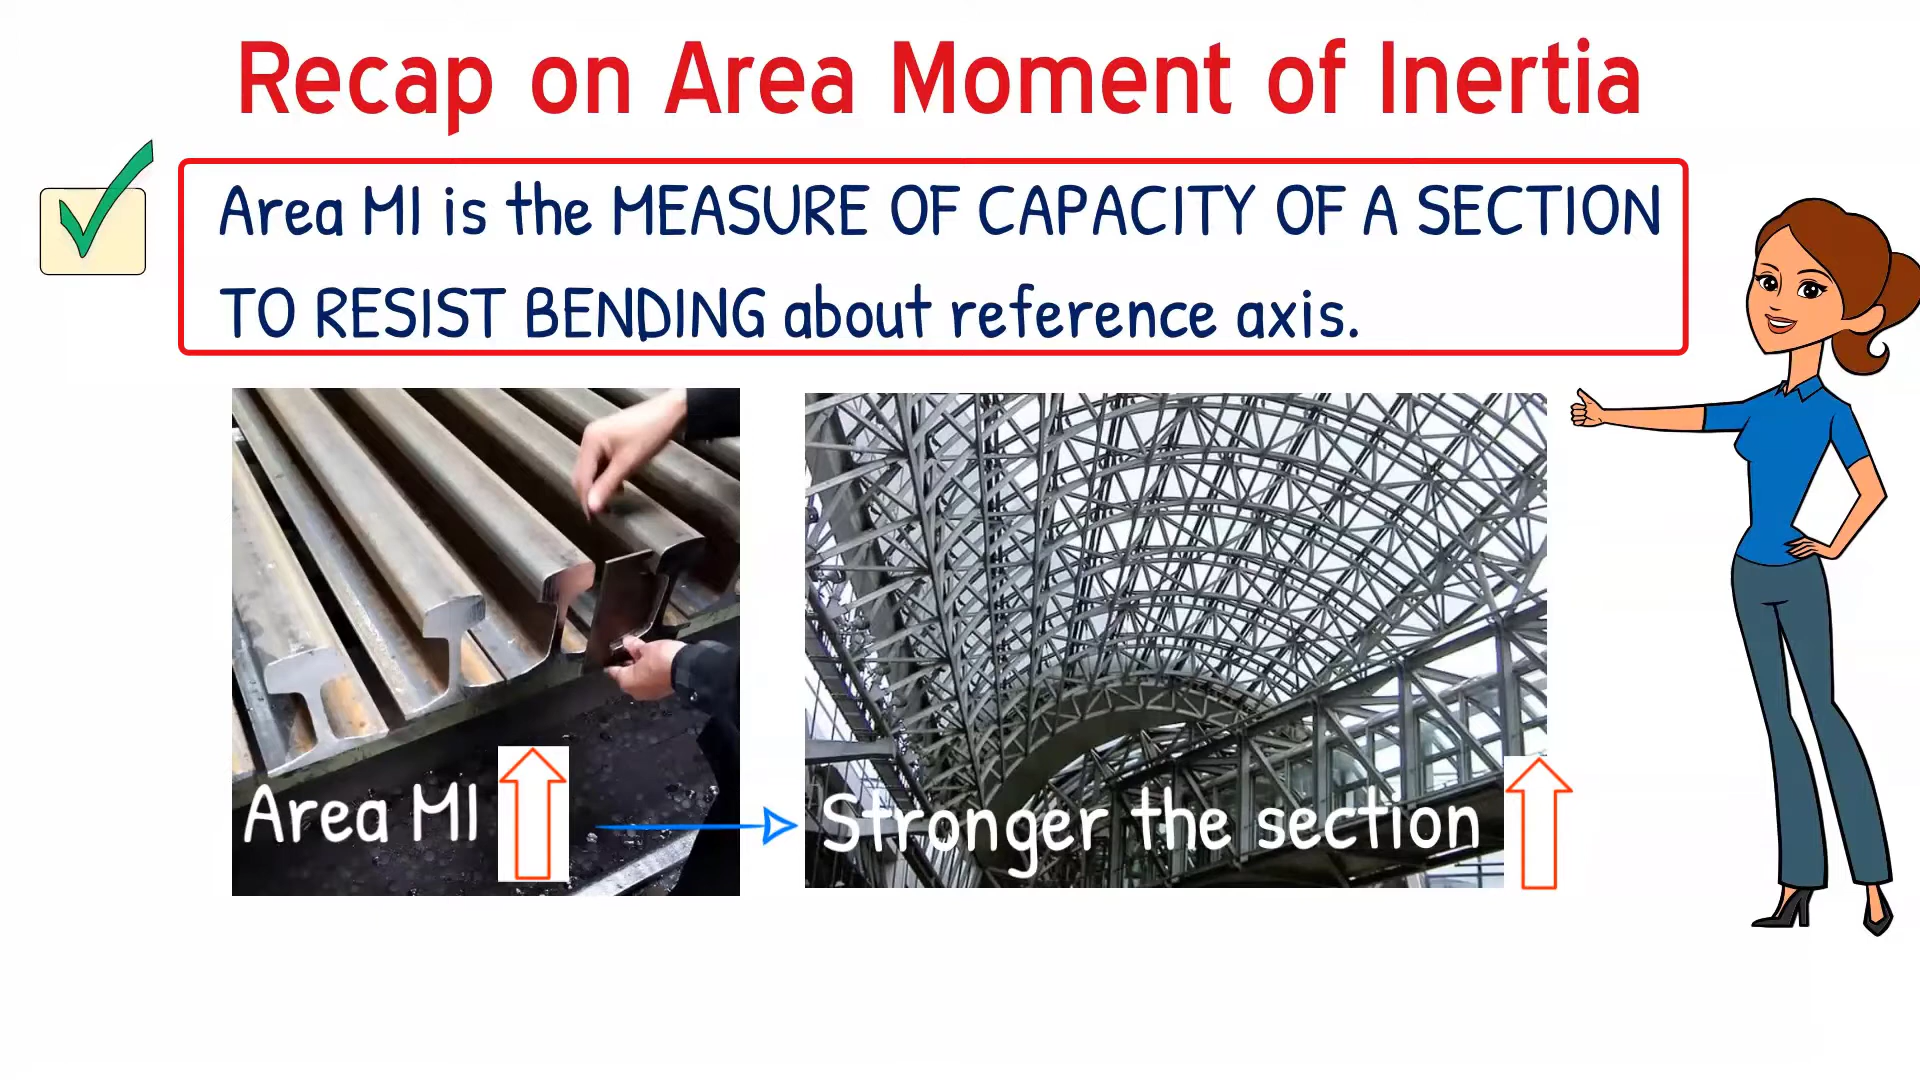 Recap on Area Moment of Inertia
Area MI is the MEASURE OF CAPACITY OF A SECTION
TO RESIST BENDING about reference axis.
Area MI
Stronger the section